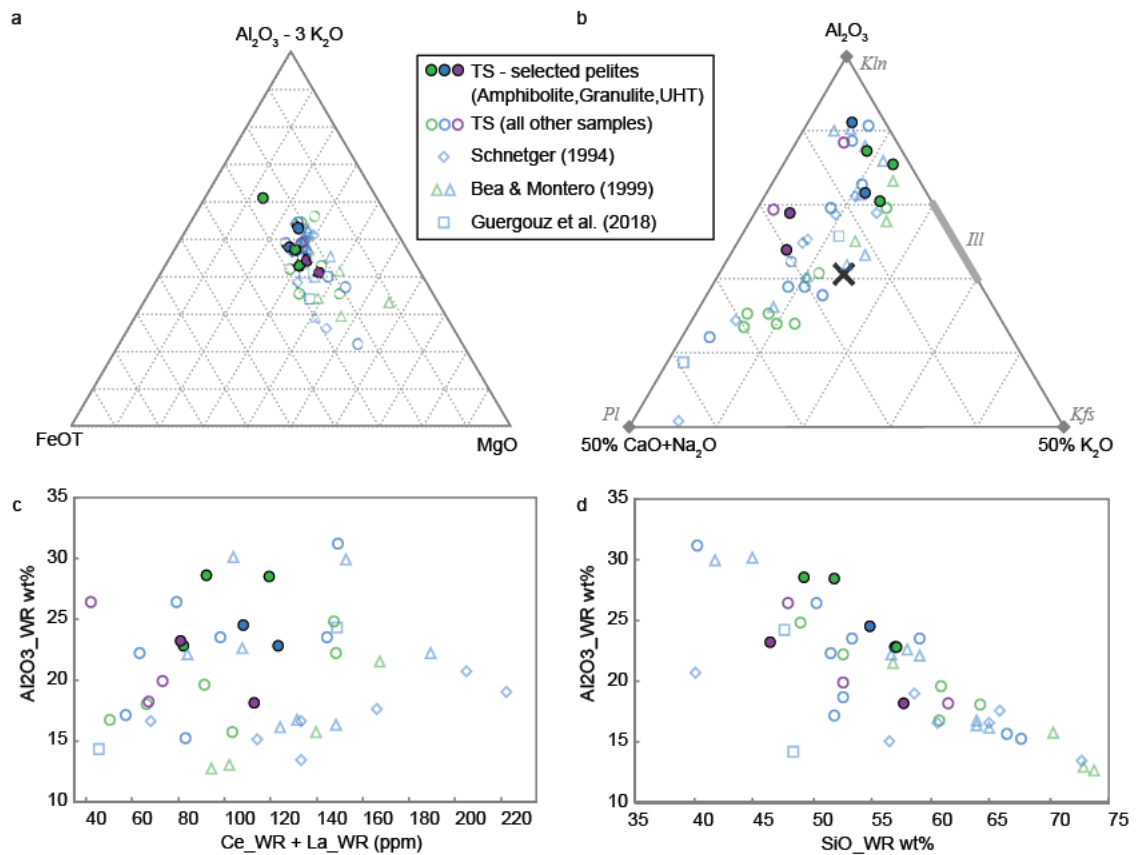 a
Al₂O₃ - 3 K₂O
FeOT
MgO
TS - selected pelites
(Amphibolite,Granulite,UHT)
TS (all other samples)
Schnetger (1994)
Bea & Montero (1999)
Guergouz et al. (2018)
b
Al₂O₃
Kln
Ill
Pl
Kfs
50% CaO+Na₂O
50% K₂O
c
Al2O3_WR wt%
35
30
25
20
15
10
40 60 80 100 120 140 160 180 200 220
Ce_WR + La_WR (ppm)
d
Al2O3_WR wt%
35
30
25
20
15
10
35 45 50 55 60 65 70 75
SiO_WR wt%